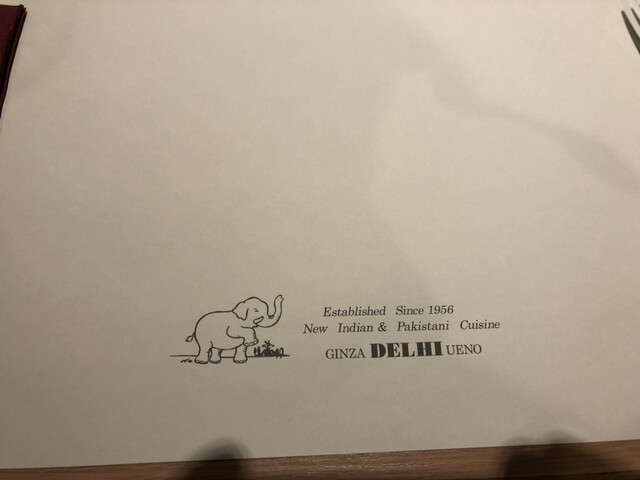 Established Since 1956
New Indian & Pakistani Cuisine
GINZA DELHI UENO